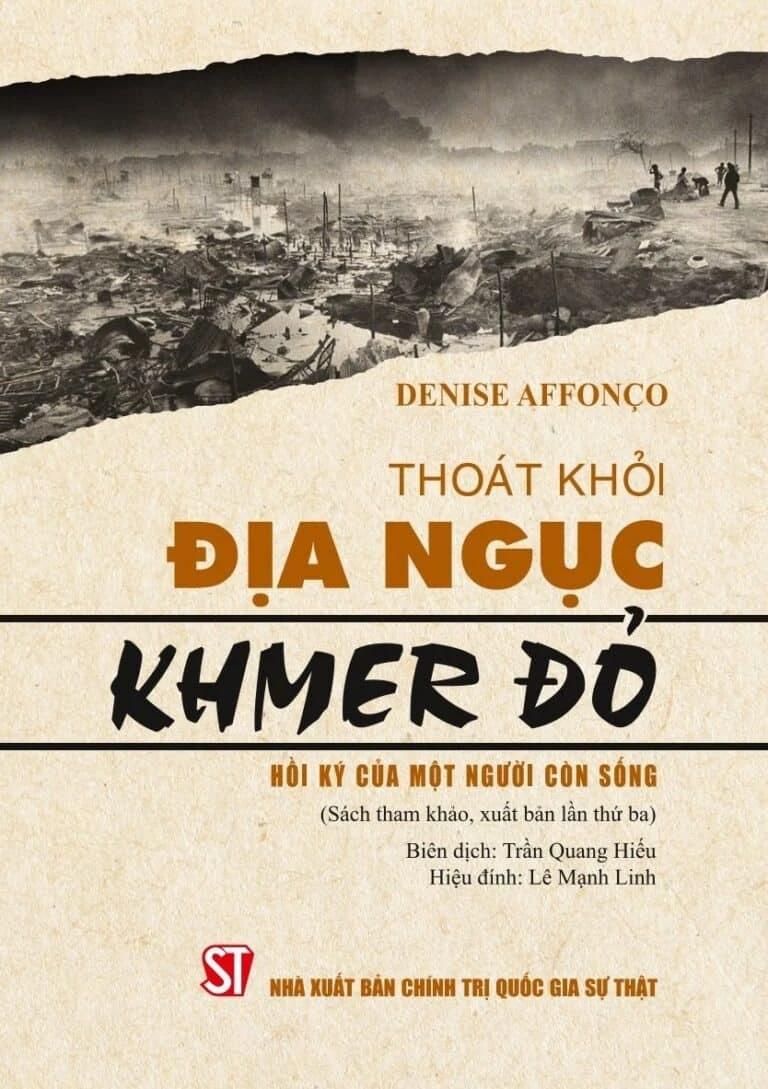 DENISE AFFONÇO
THOÁT KHỎI
ĐỊA NGỤC
KHMER ĐỎ
HỒI KÝ CỦA MỘT NGƯỜI CÒN SỐNG
(Sách tham khảo, xuất bản lần thứ ba)
Biên dịch: Trần Quang Hiếu
Hiệu đính: Lê Mạnh Linh
ST
NHÀ XUẤT BẢN CHÍNH TRỊ QUỐC GIA SỰ THẬT